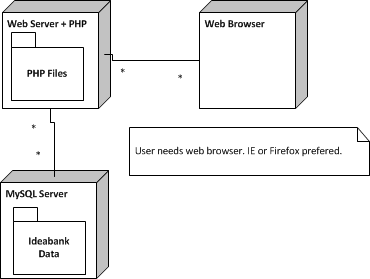 Web Server + PHP
PHP Files
*
*
Web Browser
*
*
User needs web browser. IE or Firefox prefered.
MySQL Server
Ideabank
Data